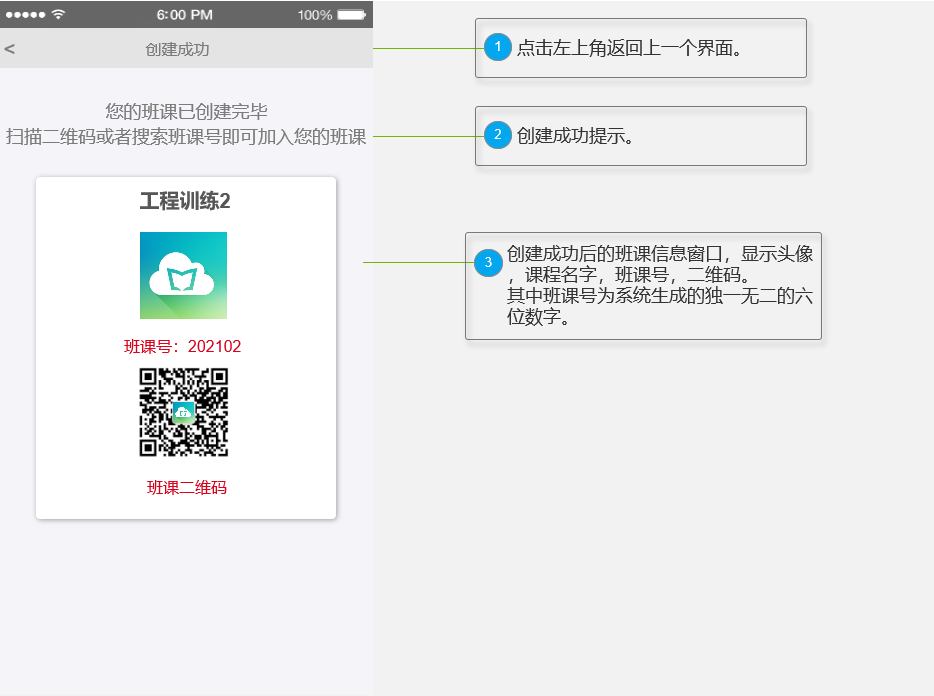 6:00 PM 100%
< 创建成功
您的班课已创建完毕
扫描二维码或者搜索班课号即可加入您的班课
工程训练2
班课号：202102
班课二维码
1 点击左上角返回上一个界面。
2 创建成功提示。
3 创建成功后的班课信息窗口，显示头像
，课程名字，班课号，二维码。
其中班课号为系统生成的独一无二的六
位数字。